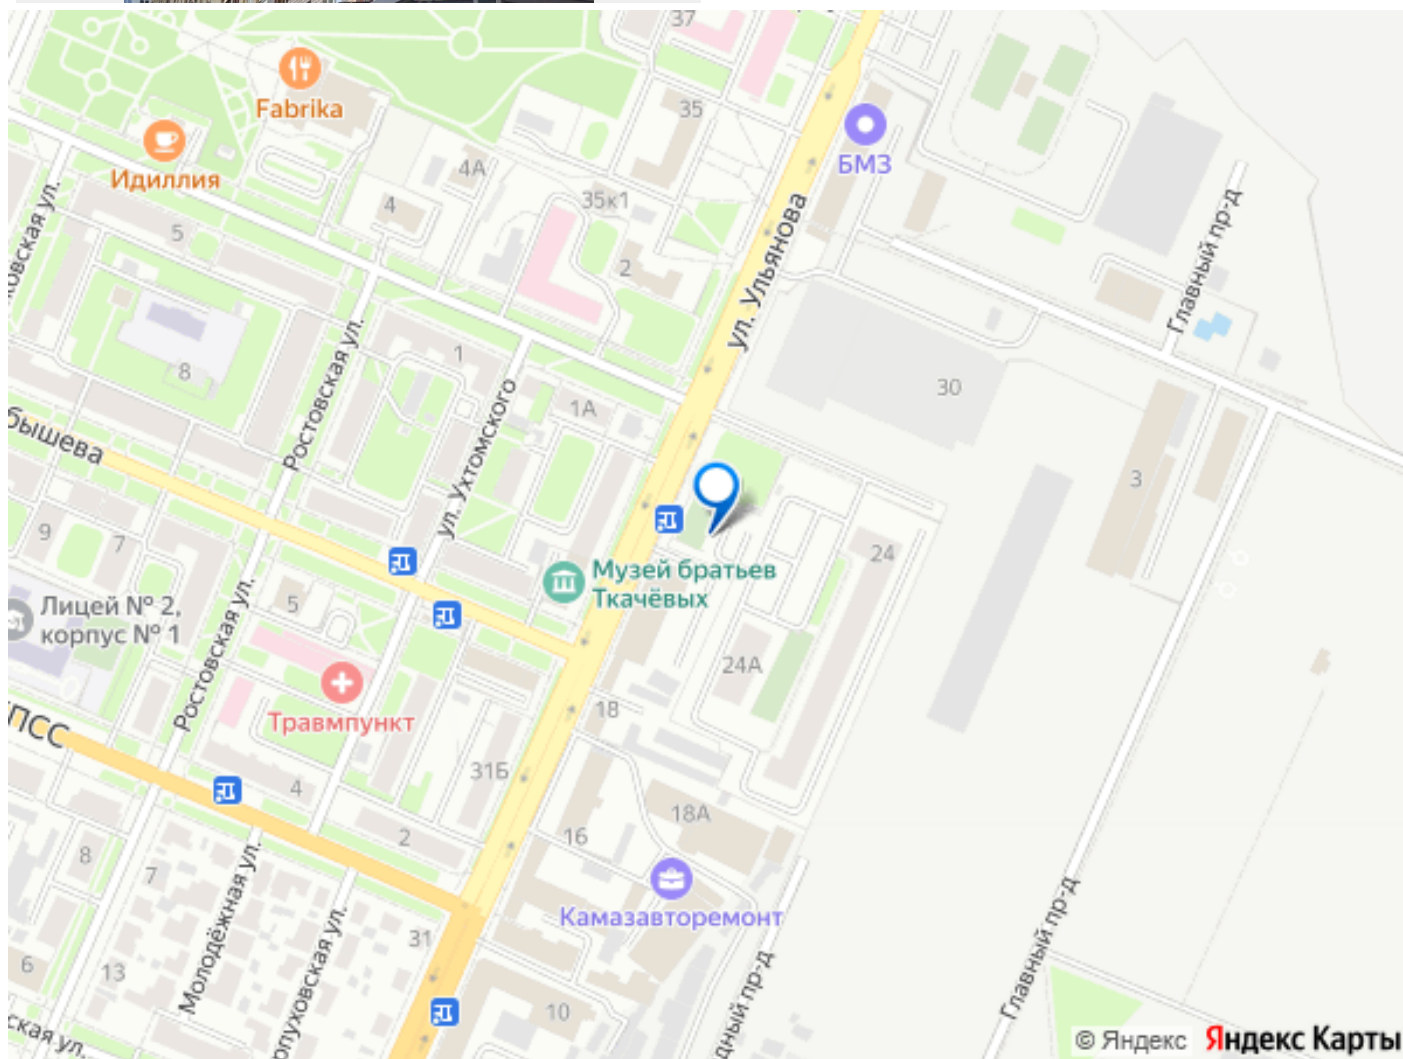 37
Fabrika
35
БМЗ
Идиллия
4А
35к1
4
5
2
ул. Ульянова
Главный пр-д
Ростовская ул.
8
1
1А
30
ул. Ухтомского
3
9
7
24
Музей братьев
Ткачёвых
Лицей № 2,
корпус № 1
5
Ростовская ул.
24А
Травмпункт
18
КПСС
31Б
4
18А
16
2
8
7
Молодёжная ул.
Камазавторемонт
Главный пр-д
31
6
13
10
© Яндекс Яндекс Карты